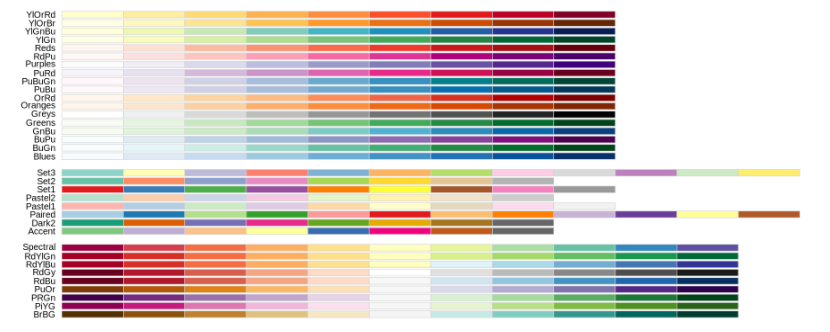 YlOrRd
YlOrBr
YlGnBu
YlGn
Reds
RdPu
Purples
PuRd
PuBuGn
PuBu
OrRd
Oranges
Greys
Greens
GnBu
BuPu
BuGn
Blues
Set3
Set2
Set1
Pastel2
Pastel1
Paired
Dark2
Accent
Spectral
RdYlGn
RdYlBu
RdGy
RdBu
PuOr
PRGn
PiYG
BrBG